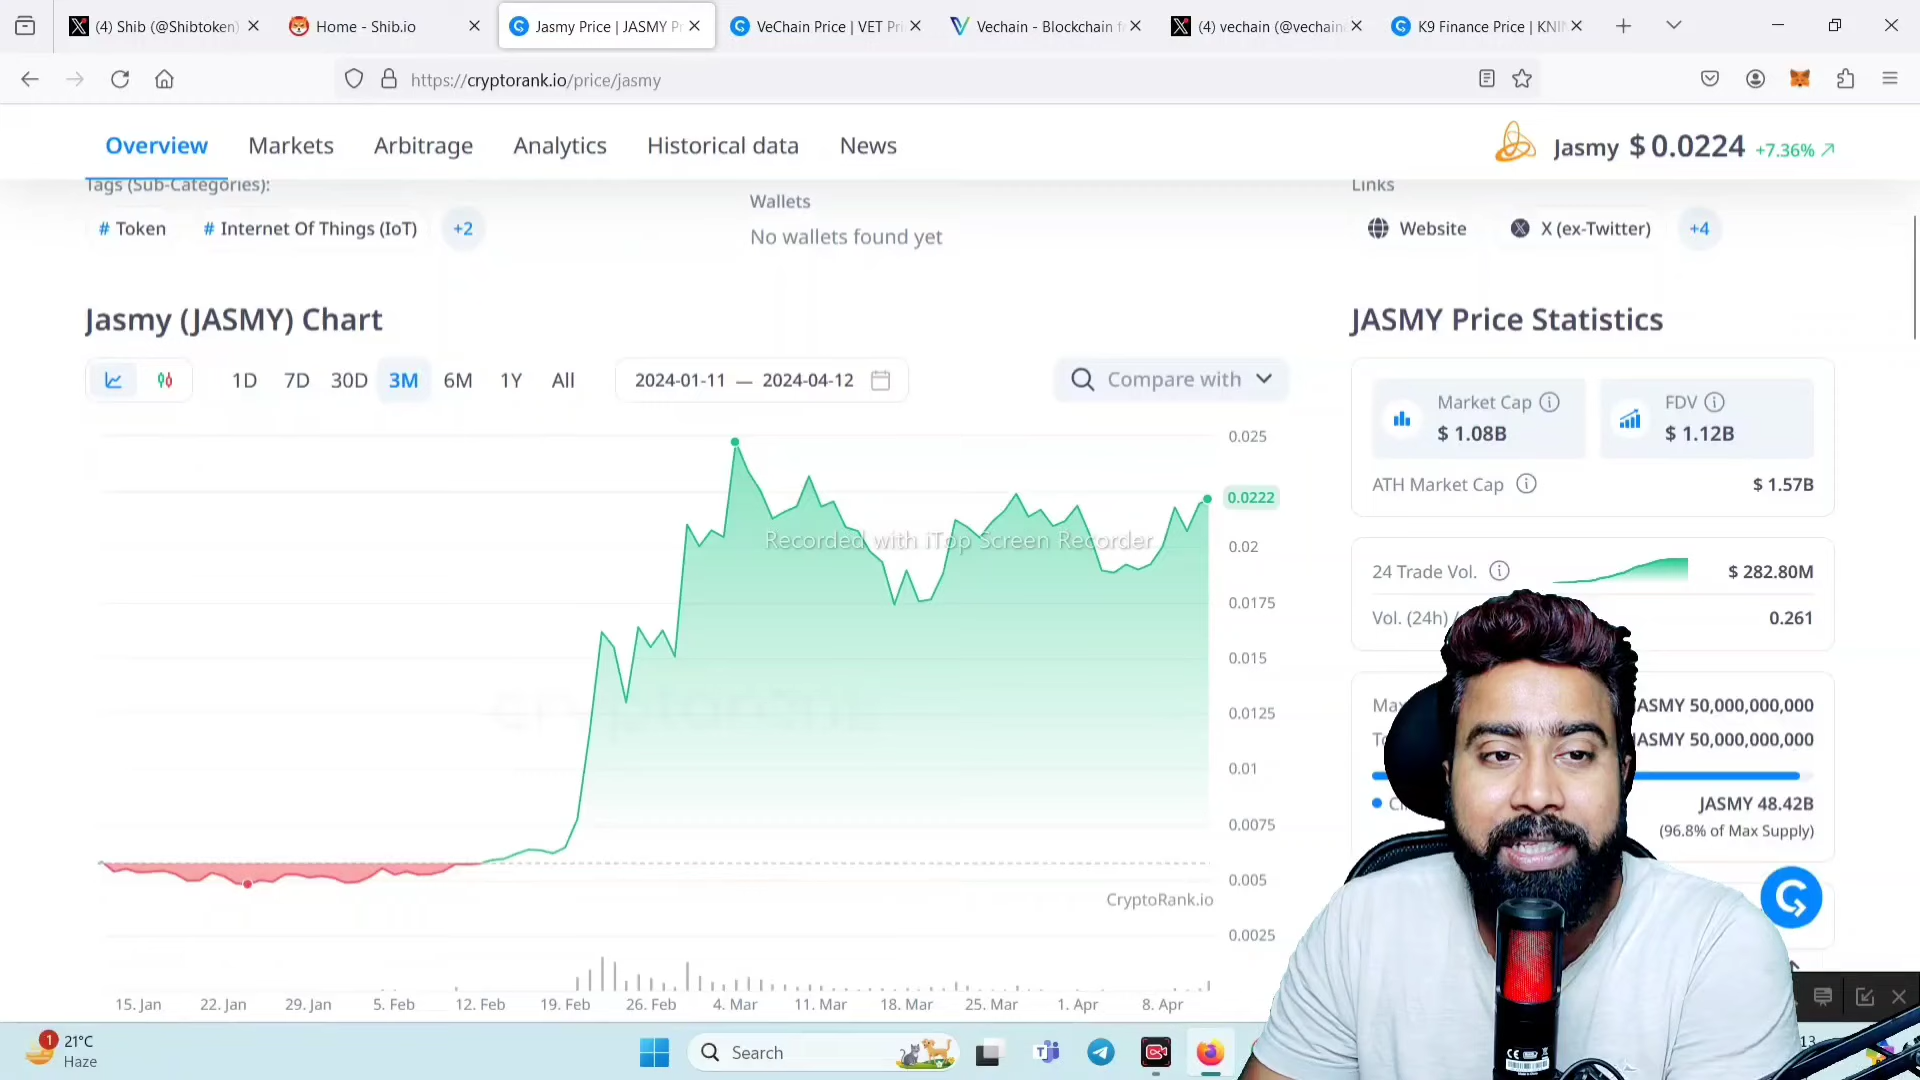 (4) Shib (@Shibtoken)
Home - Shib.io
Jasmy Price | JASMY Pr
VeChain Price | VET Pri
Vechain - Blockchain f
(4) vechain (@vechain
K9 Finance Price | KNI
https://cryptorank.io/price/jasmy
Overview
Markets
Arbitrage
Analytics
Historical data
News
Jasmy $ 0.0224 +7.36%
Tags (Sub-Categories):
# Token
# Internet Of Things (IoT)
+2
Wallets
No wallets found yet
Links
Website
X (ex-Twitter)
+4
Jasmy (JASMY) Chart
1D 7D 30D 3M 6M 1Y All
2024-01-11 — 2024-04-12
Compare with
0.025
0.0222
0.02
0.0175
0.015
0.0125
0.01
0.0075
0.005
0.0025
Recorded with iTop Screen Recorder
cryptorank
CryptoRank.io
15. Jan 22. Jan 29. Jan 5. Feb 12. Feb 19. Feb 26. Feb 4. Mar 11. Mar 18. Mar 25. Mar 1. Apr 8. Apr
JASMY Price Statistics
Market Cap
$ 1.08B
FDV
$ 1.12B
ATH Market Cap
$ 1.57B
24 Trade Vol.
$ 282.80M
Vol. (24h) /
0.261
JASMY 50,000,000,000
JASMY 50,000,000,000
JASMY 48.42B
(96.8% of Max Supply)
1
21°C
Haze
Search